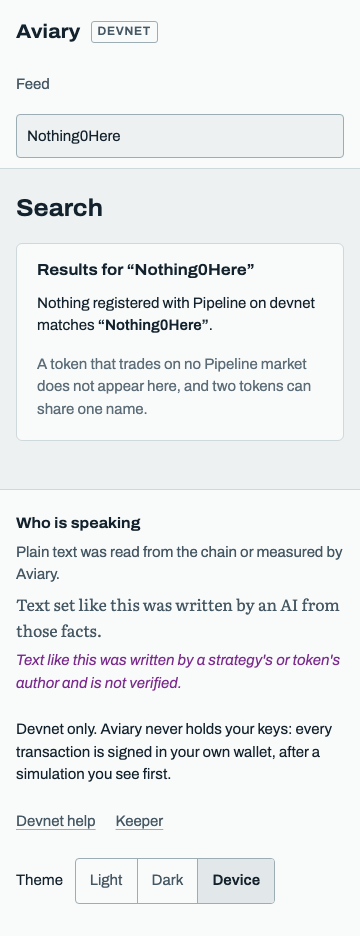 Aviary DEVNET
Feed
Nothing0Here
Search
Results for “Nothing0Here”
Nothing registered with Pipeline on devnet
matches “Nothing0Here”.
A token that trades on no Pipeline market
does not appear here, and two tokens can
share one name.
Who is speaking
Plain text was read from the chain or measured by
Aviary.
Text set like this was written by an AI from
those facts.
Text like this was written by a strategy's or token's
author and is not verified.
Devnet only. Aviary never holds your keys: every
transaction is signed in your own wallet, after a
simulation you see first.
Devnet help Keeper
Theme Light Dark Device